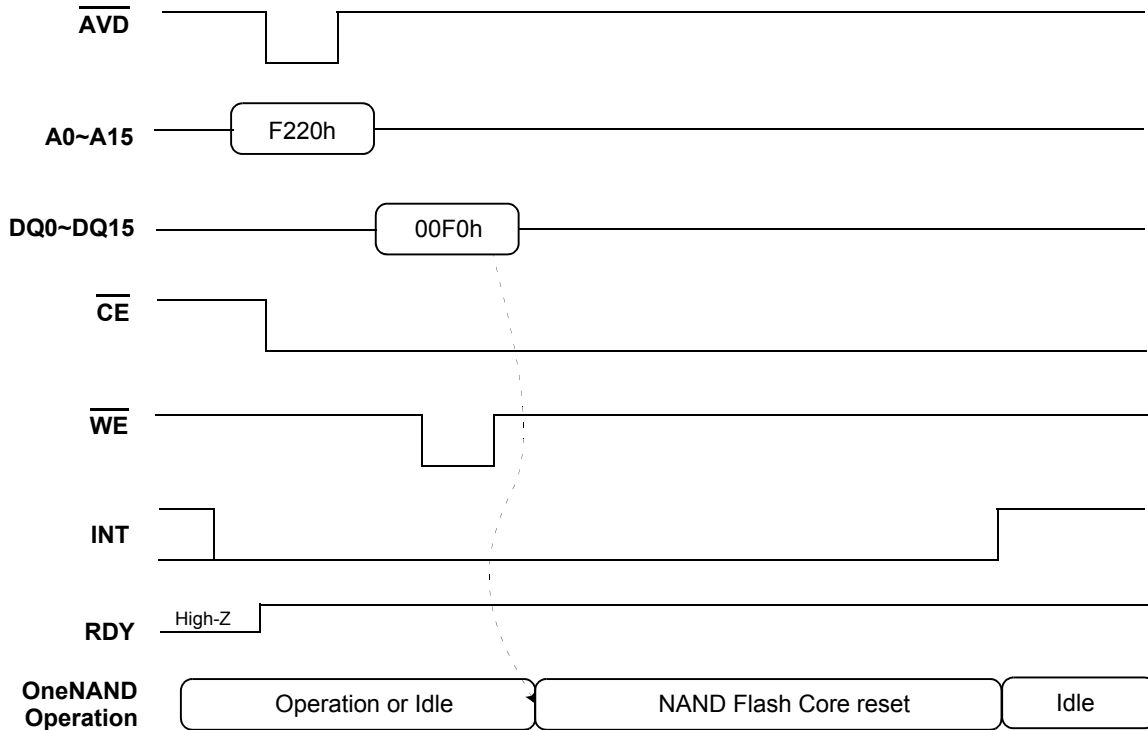 AVD
A0~A15
F220h
DQ0~DQ15
00F0h
CE
WE
INT
High-Z
RDY
OneNAND
Operation
Operation or Idle
NAND Flash Core reset
Idle